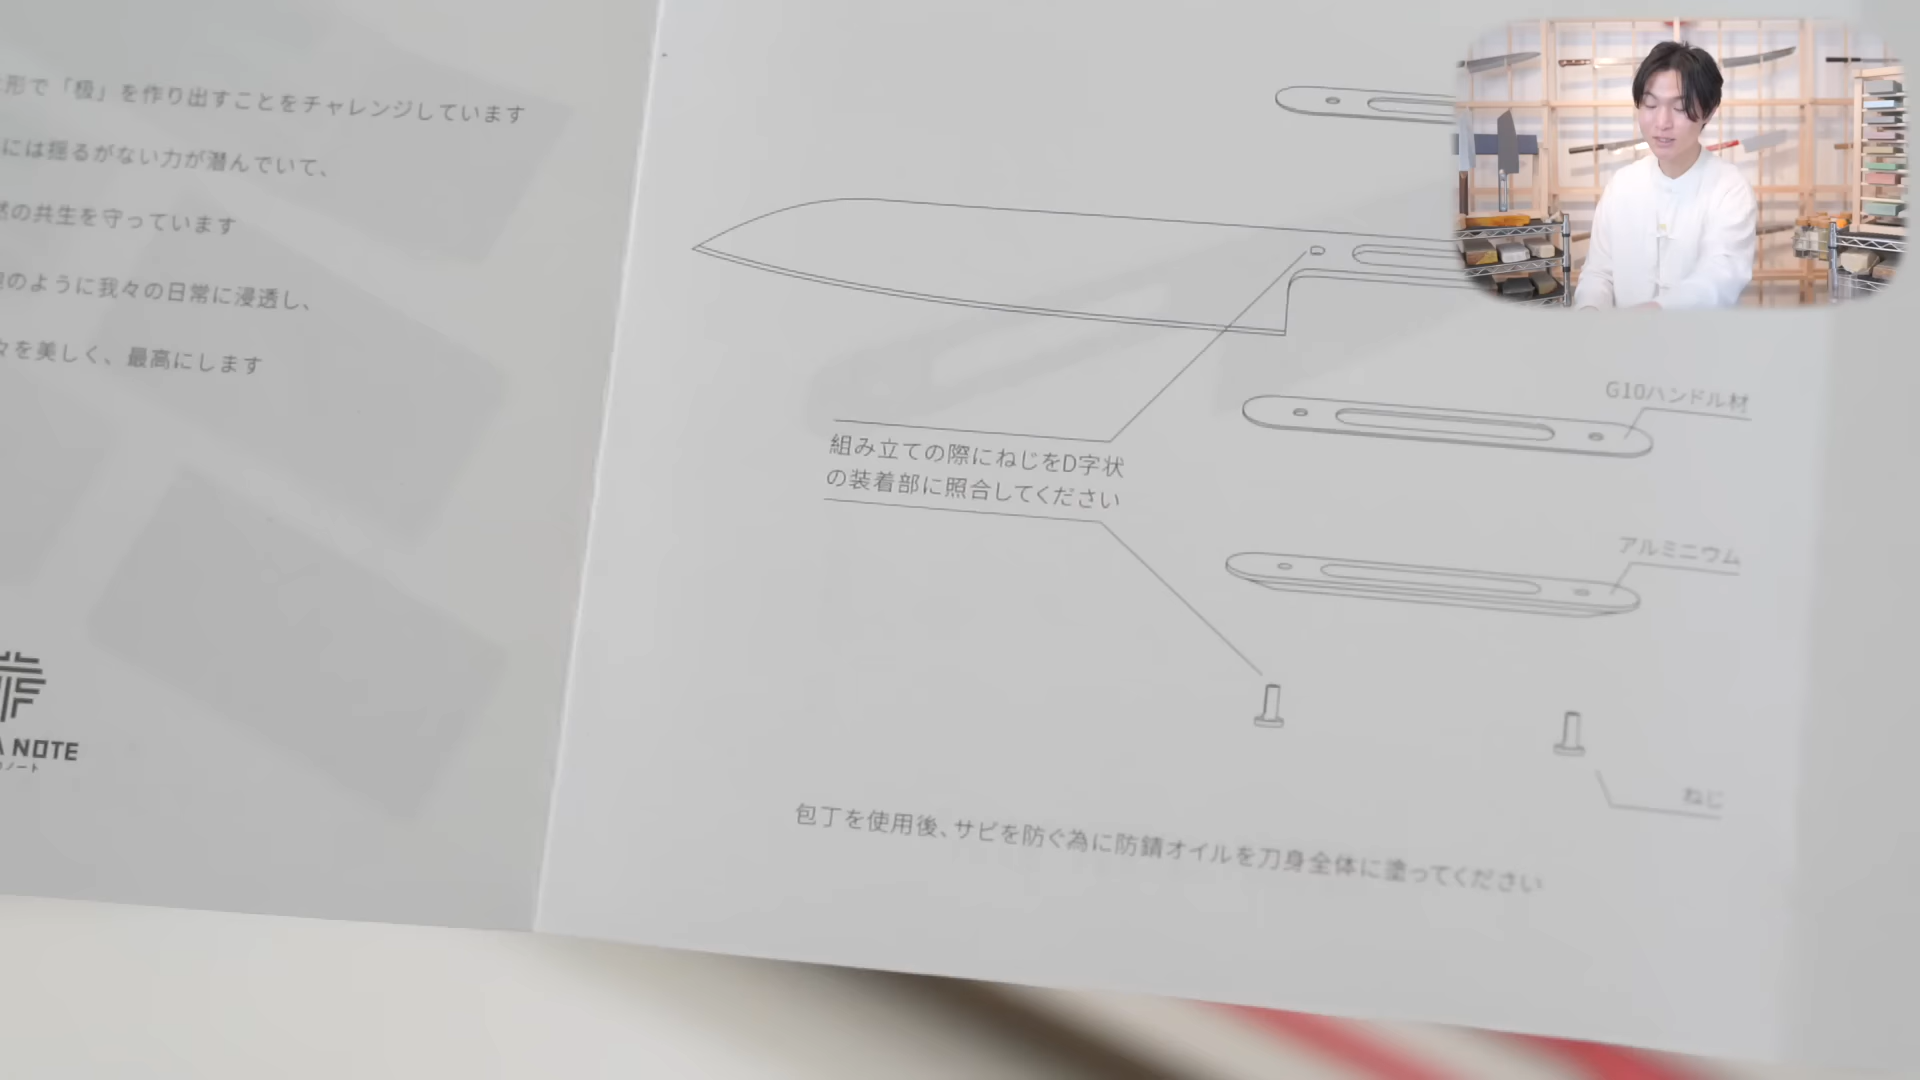 形で「极」を作り出すことをチャレンジしています
には揺るがない力が潜んでいて、
然の共生を守っています
のように我々の日常に浸透し、
々を美しく、最高にします
NOTE
ノート
組み立ての際にねじをD字状
の装着部に照合してください
G10ハンドル材
アルミニウム
ねじ
包丁を使用後、サビを防ぐ為に防錆オイルを刀身全体に塗ってください